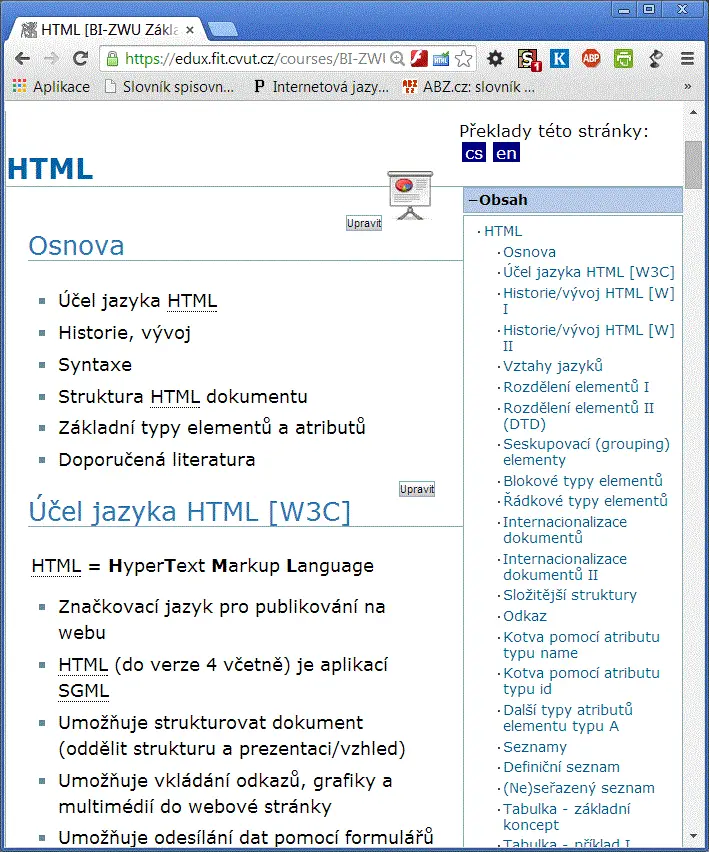 HTML [BI-ZWU Zákla
https://edux.fit.cvut.cz/courses/BI-ZWU
HTML
S
1
K
ABP
Aplikace
Slovník spisovn...
P Internetová jazy...
ABZ.cz: slovník ...
»
Překlady této stránky:
cs en
HTML
Upravit
Osnova
Účel jazyka HTML
Historie, vývoj
Syntaxe
Struktura HTML dokumentu
Základní typy elementů a atributů
Doporučená literatura
Upravit
Účel jazyka HTML [W3C]
HTML = HyperText Markup Language
Značkovací jazyk pro publikování na
webu
HTML (do verze 4 včetně) je aplikací
SGML
Umožňuje strukturovat dokument
(oddělit strukturu a prezentaci/vzhled)
Umožňuje vkládání odkazů, grafiky a
multimédií do webové stránky
Umožňuje odesílání dat pomocí formulářů
−Obsah
HTML
Osnova
Účel jazyka HTML [W3C]
Historie/vývoj HTML [W]
I
Historie/vývoj HTML [W]
II
Vztahy jazyků
Rozdělení elementů I
Rozdělení elementů II
(DTD)
Seskupovací (grouping)
elementy
Blokové typy elementů
Řádkové typy elementů
Internacionalizace
dokumentů
Internacionalizace
dokumentů II
Složitější struktury
Odkaz
Kotva pomocí atributu
typu name
Kotva pomocí atributu
typu id
Další typy atributů
elementu typu A
Seznamy
Definiční seznam
(Ne)seřazený seznam
Tabulka - základní
koncept
Tabulka - příklad I